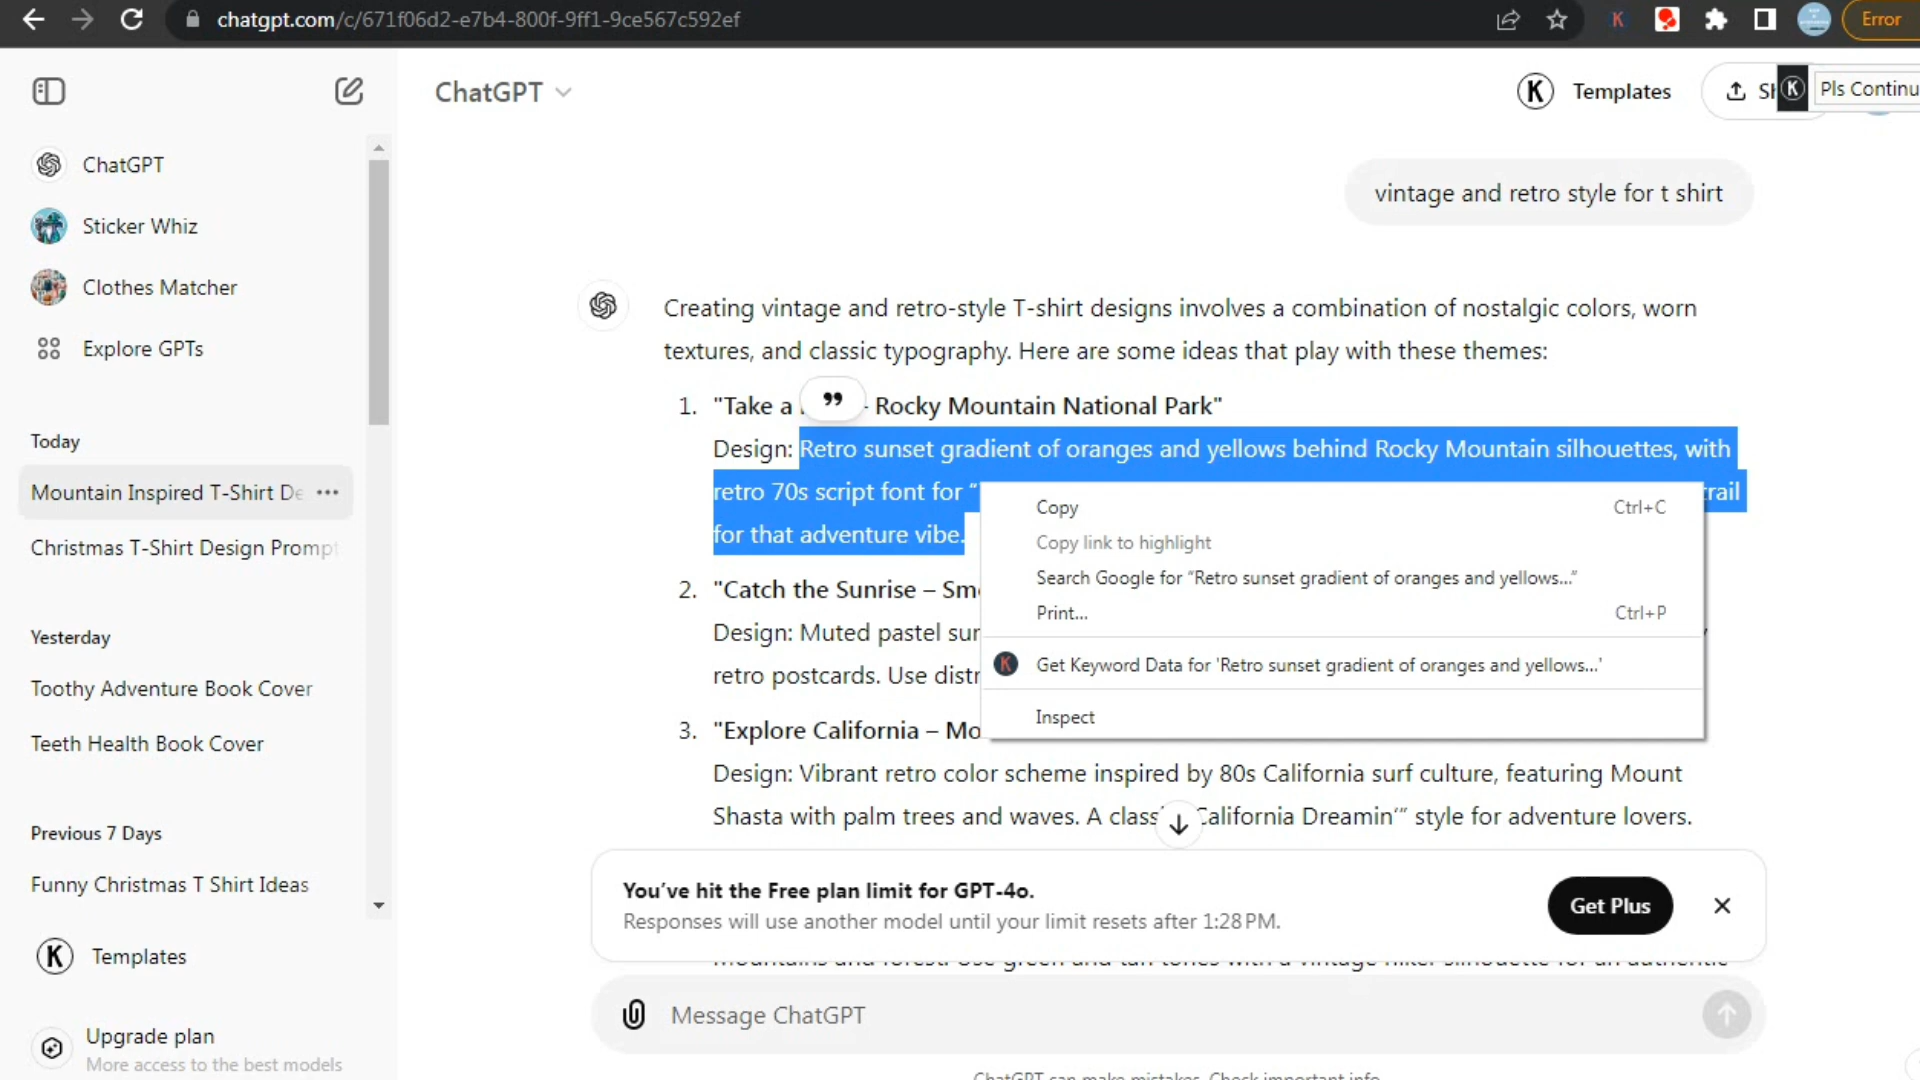 chatgpt.com/c/671f06d2-e7b4-800f-9ff1-9ce567c592ef
K
Error
ChatGPT
K Templates
K Pls Continu
ChatGPT
Sticker Whiz
Clothes Matcher
Explore GPTs
Today
Mountain Inspired T-Shirt De
Christmas T-Shirt Design Prompt
Yesterday
Toothy Adventure Book Cover
Teeth Health Book Cover
Previous 7 Days
Funny Christmas T Shirt Ideas
K Templates
Upgrade plan
More access to the best models
vintage and retro style for t shirt
Creating vintage and retro-style T-shirt designs involves a combination of nostalgic colors, worn
textures, and classic typography. Here are some ideas that play with these themes:
1. "Take a – Rocky Mountain National Park"
Design: Retro sunset gradient of oranges and yellows behind Rocky Mountain silhouettes, with
retro 70s script font for “ trail
for that adventure vibe.
Copy Ctrl+C
Copy link to highlight
Search Google for “Retro sunset gradient of oranges and yellows...”
Print... Ctrl+P
K Get Keyword Data for 'Retro sunset gradient of oranges and yellows...'
Inspect
2. "Catch the Sunrise –
Design: Muted pastel
retro postcards. Use
3. "Explore California –
Design: Vibrant retro color scheme inspired by 80s California surf culture, featuring Mount
Shasta with palm trees and waves. A California Dreamin’” style for adventure lovers.
You’ve hit the Free plan limit for GPT-4o.
Responses will use another model until your limit resets after 1:28 PM.
Get Plus
Message ChatGPT
ChatGPT can make mistakes. Check important info.